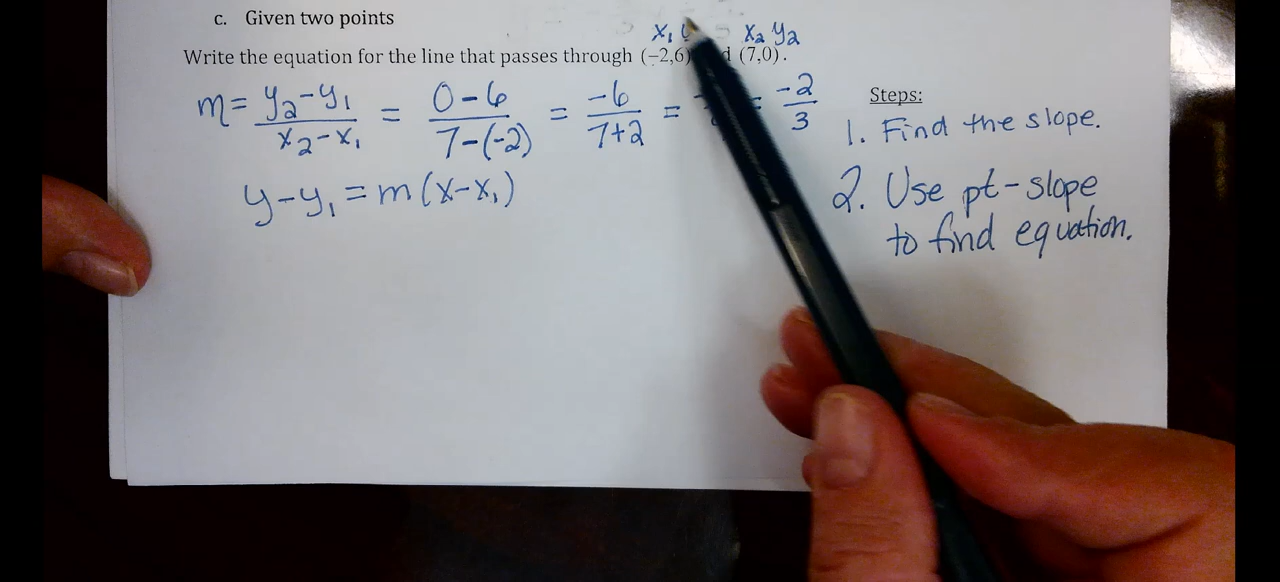 c. Given two points
x₁ x₂ y₂
Write the equation for the line that passes through (−2,6) (7,0).
m = y₂−y₁ / x₂−x₁ = 0−6 / 7−(−2) = −6 / 7+2 = = −2 / 3
y−y₁ = m(x−x₁)
Steps:
1. Find the slope.
2. Use pt-slope
to find equation.